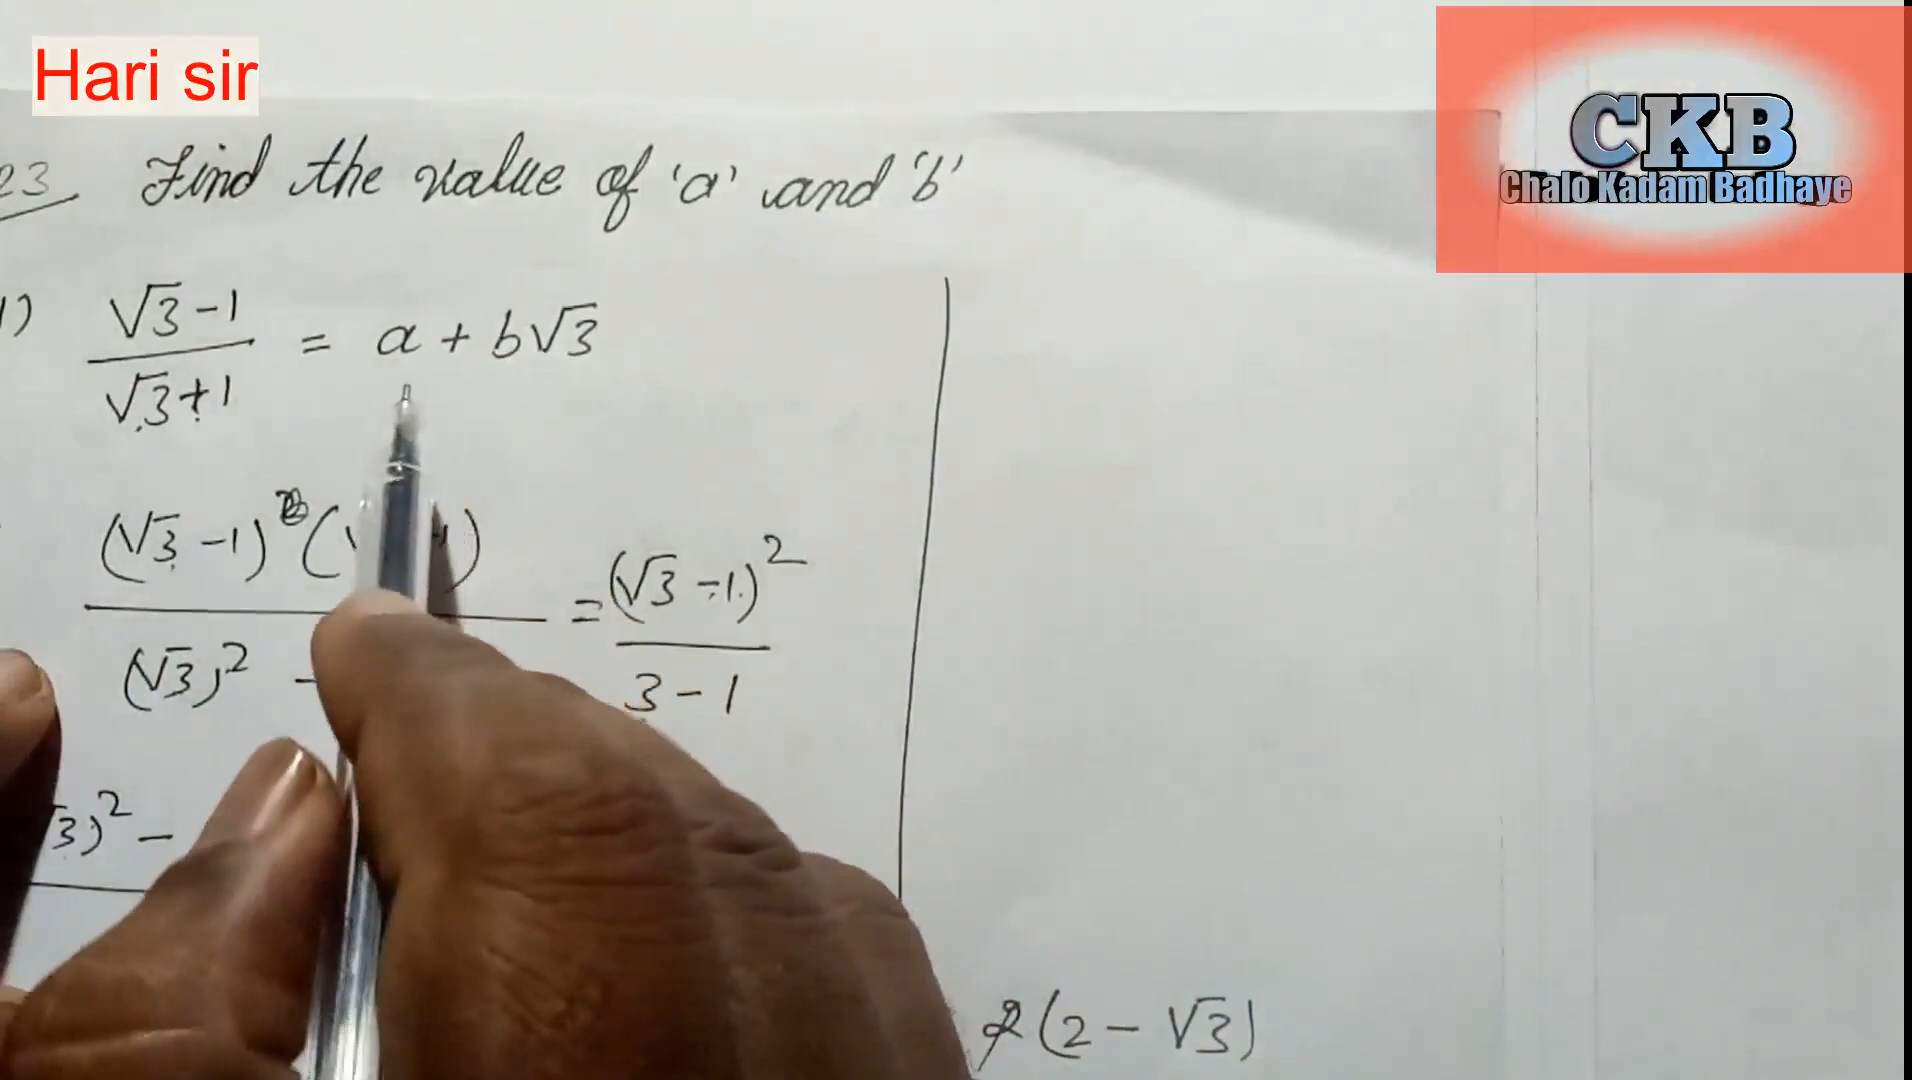 Hari sir
CKB
Chalo Kadam Badhaye
23 Find the value of 'a' and 'b'
1) √3-1 / √3+1 = a + b√3
(√3-1) (√ -1) / (√3)² - = (√3-1)² / 3-1
√3)² -
2(2-√3)